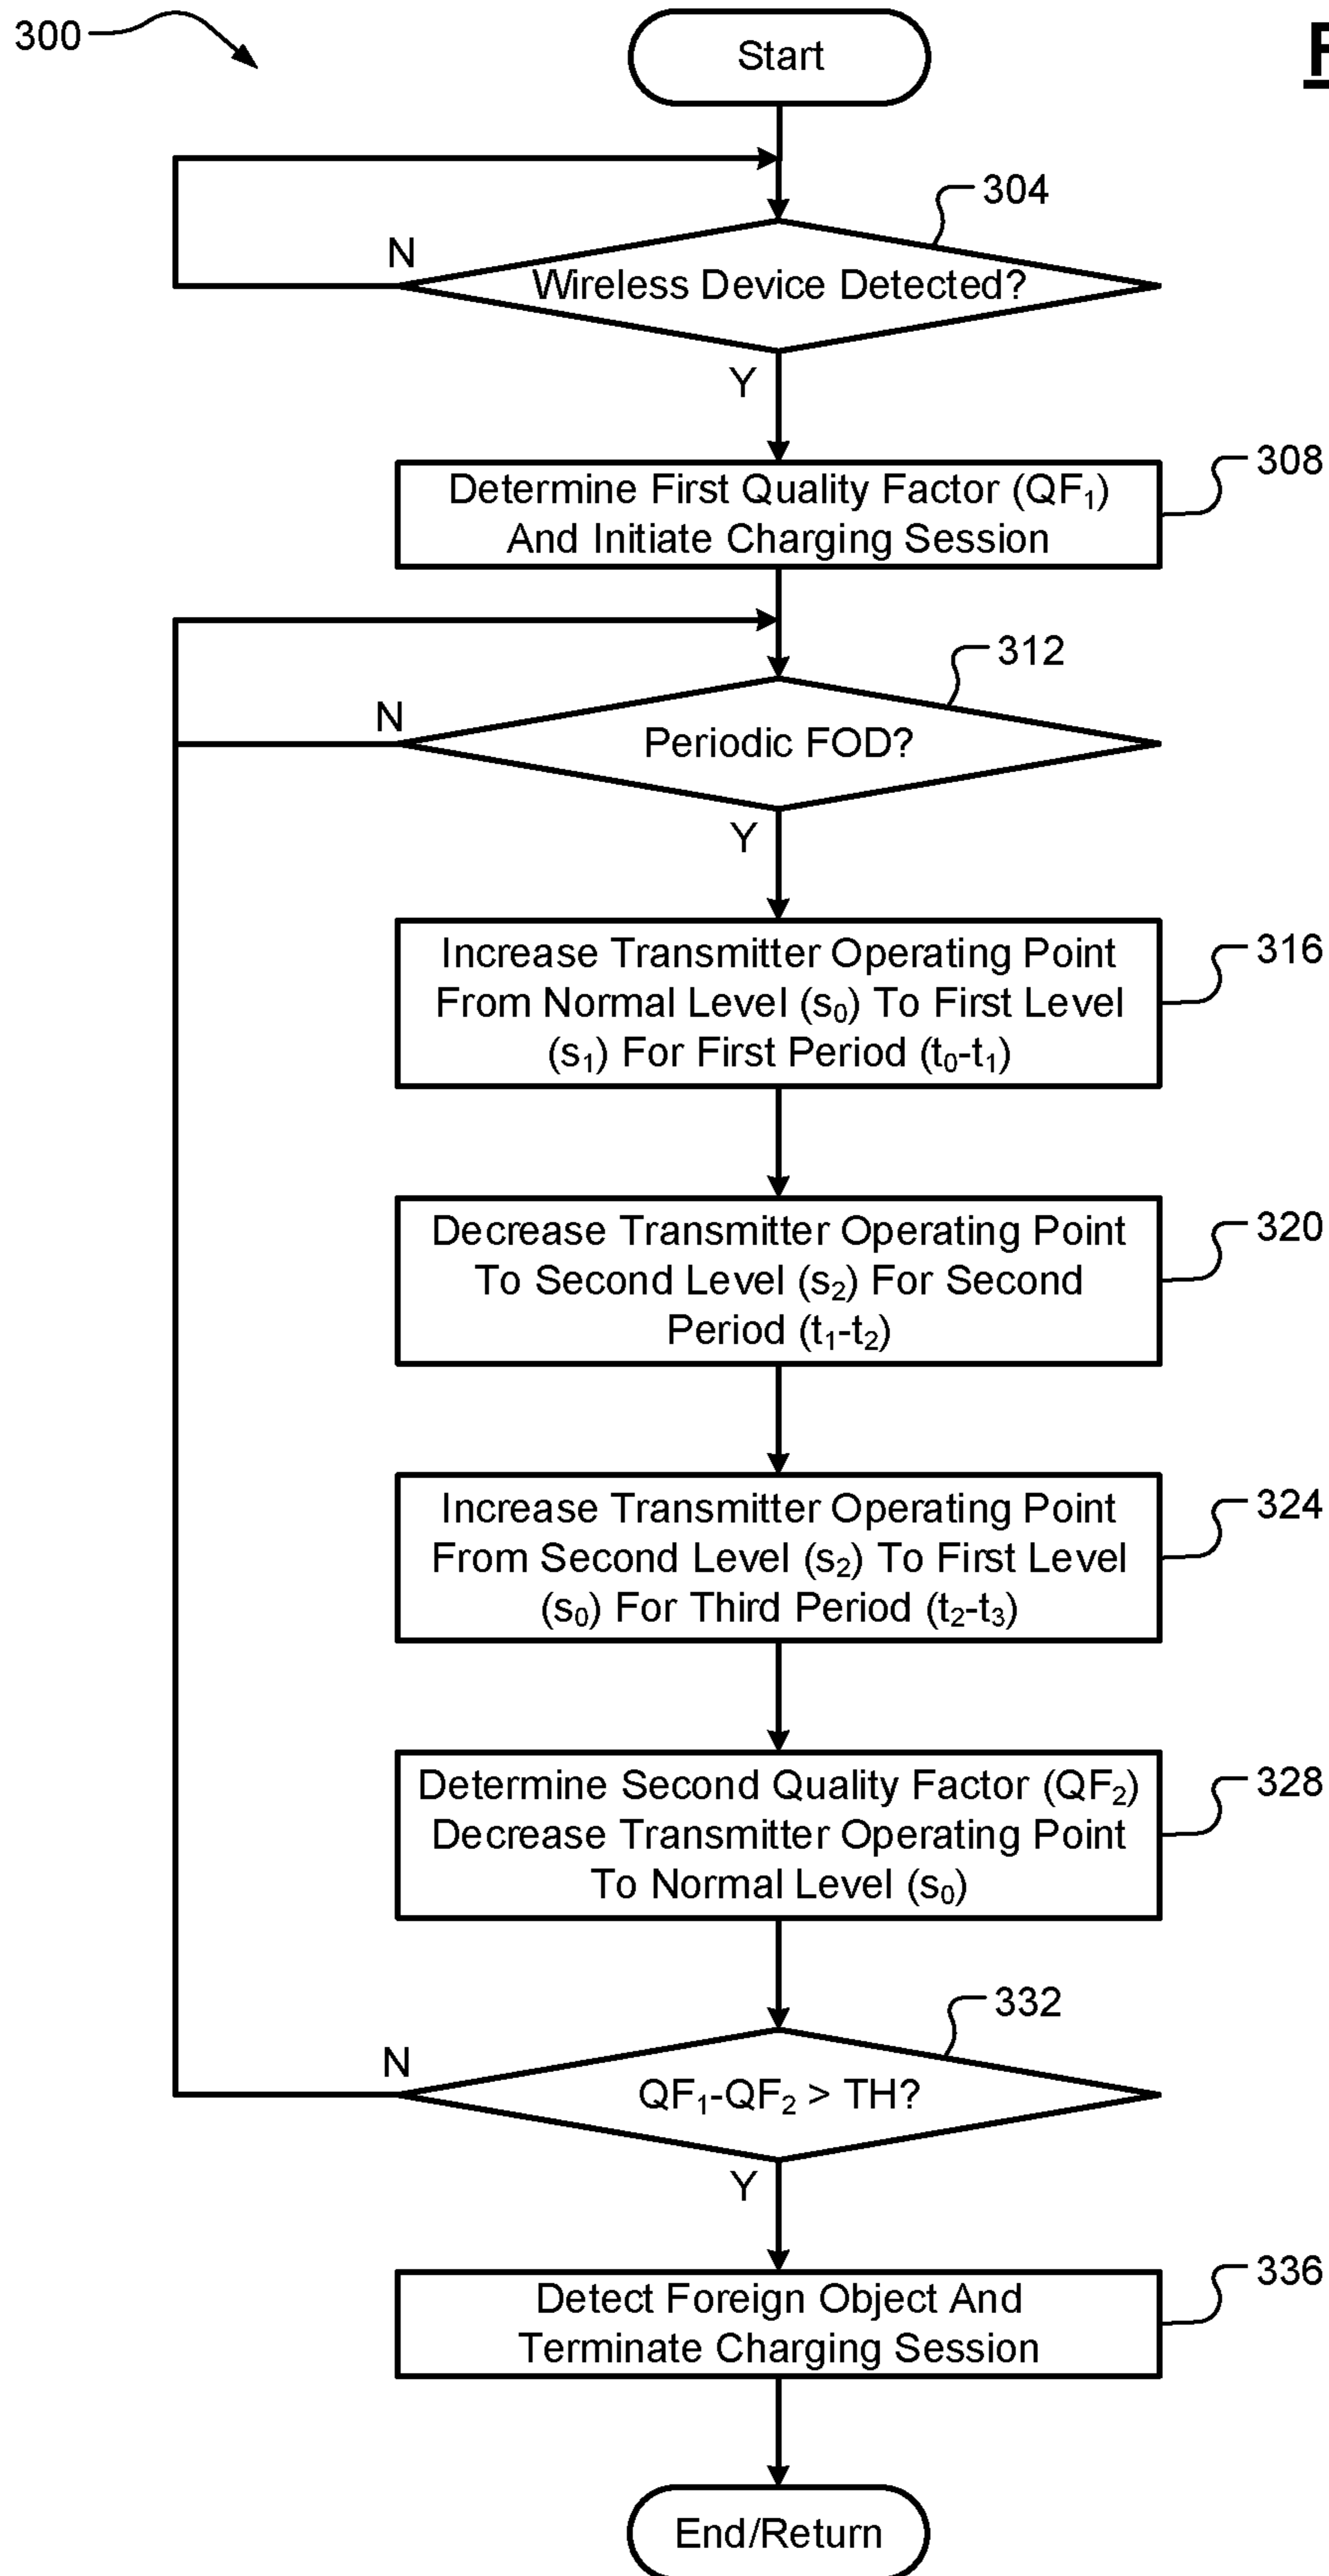 300
F
Start
304
N
Wireless Device Detected?
Y
308
Determine First Quality Factor (QF₁)
And Initiate Charging Session
312
N
Periodic FOD?
Y
316
Increase Transmitter Operating Point
From Normal Level (s₀) To First Level
(s₁) For First Period (t₀-t₁)
320
Decrease Transmitter Operating Point
To Second Level (s₂) For Second
Period (t₁-t₂)
324
Increase Transmitter Operating Point
From Second Level (s₂) To First Level
(s₀) For Third Period (t₂-t₃)
328
Determine Second Quality Factor (QF₂)
Decrease Transmitter Operating Point
To Normal Level (s₀)
332
N
QF₁-QF₂ > TH?
Y
336
Detect Foreign Object And
Terminate Charging Session
End/Return